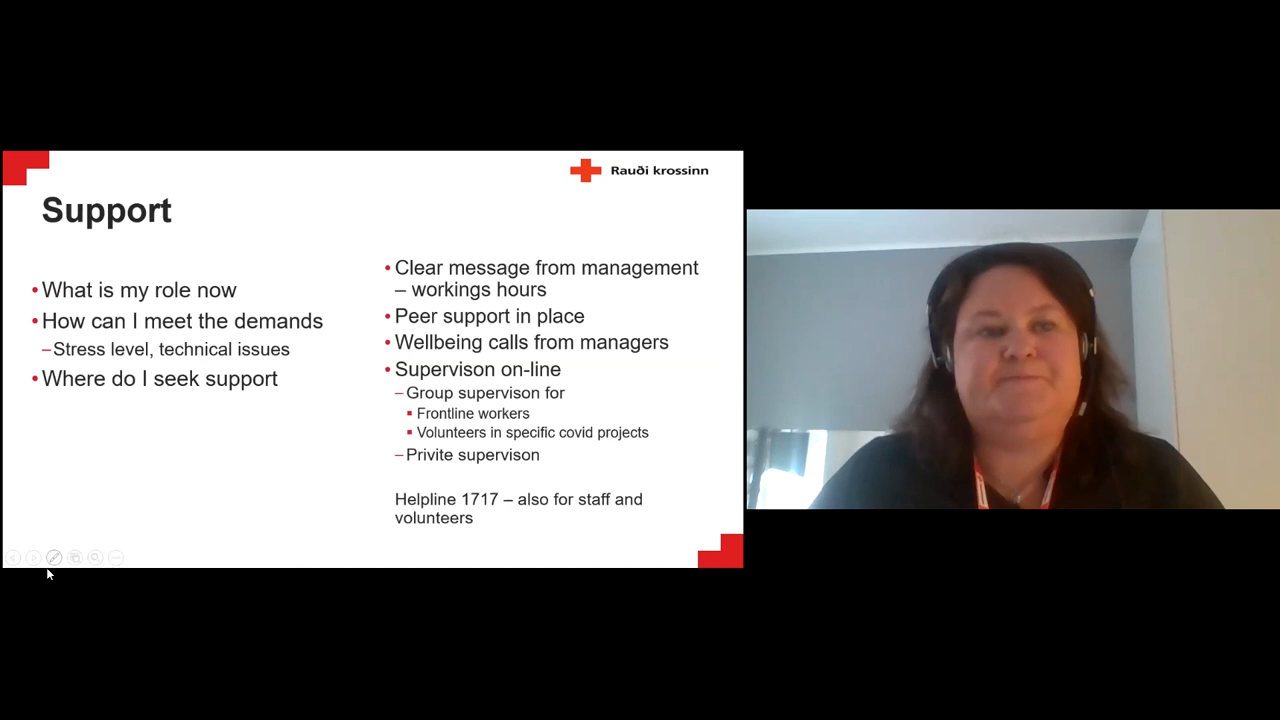 Rauði krossinn
Support
•What is my role now
•How can I meet the demands
–Stress level, technical issues
•Where do I seek support
•Clear message from management
– workings hours
•Peer support in place
•Wellbeing calls from managers
•Supervison on-line
–Group supervison for
▪Frontline workers
▪Volunteers in specific covid projects
–Privite supervison
Helpline 1717 – also for staff and
volunteers